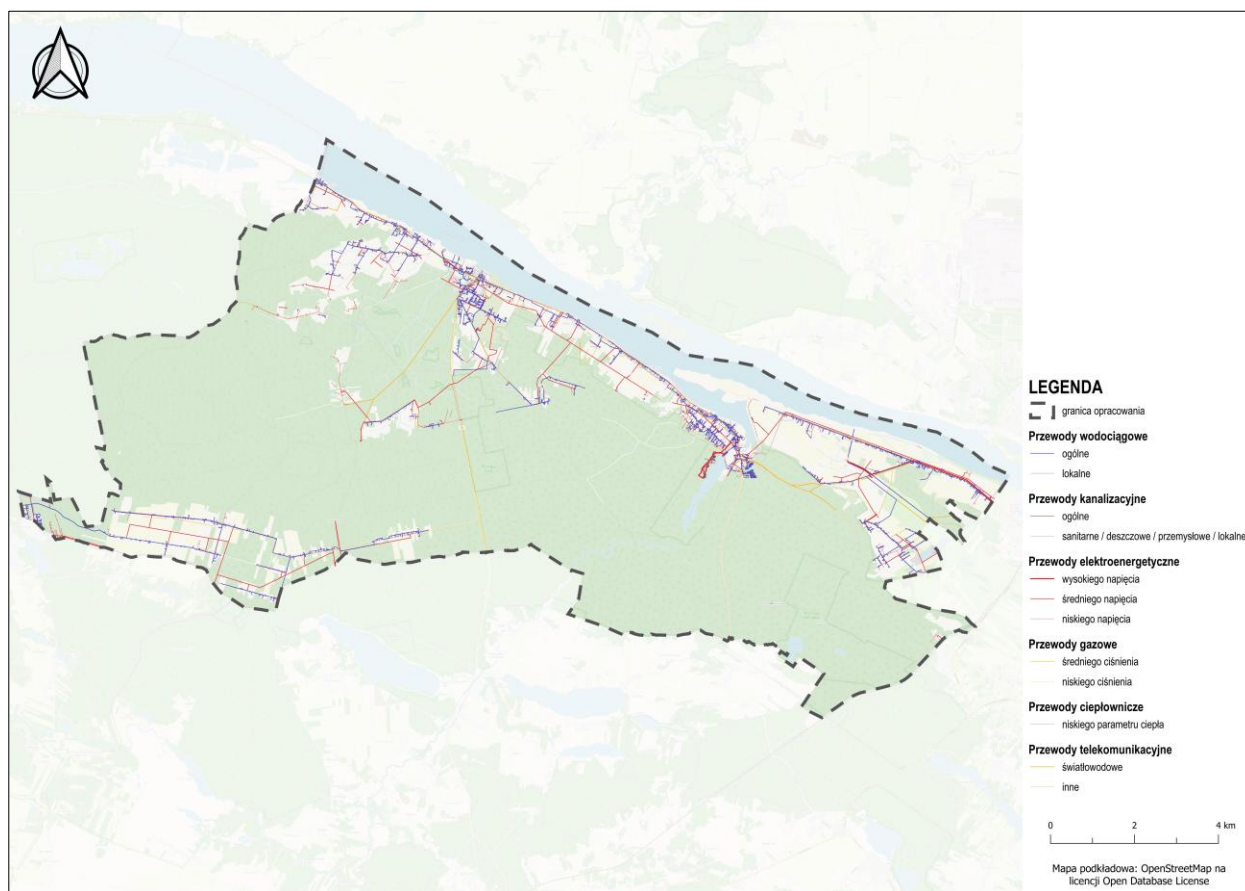 LEGENDA
granica opracowania
Przewody wodociągowe
ogólne
lokalne
Przewody kanalizacyjne
ogólne
sanitarne / deszczowe / przemysłowe / lokalne
Przewody elektroenergetyczne
wysokiego napięcia
średniego napięcia
niskiego napięcia
Przewody gazowe
średniego ciśnienia
niskiego ciśnienia
Przewody ciepłownicze
niskiego parametru ciepła
Przewody telekomunikacyjne
światłowodowe
inne
0 2 4 km
Mapa podkładowa: OpenStreetMap na
licencji Open Database License